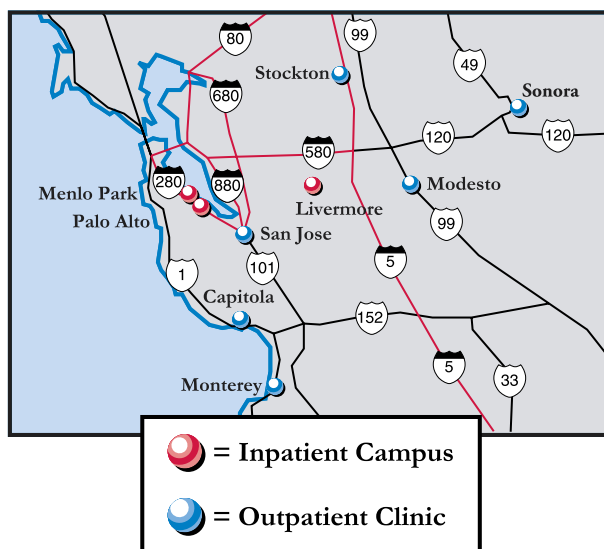 80
99
49
Stockton
680
Sonora
120
120
580
280
880
Menlo Park
Livermore
Modesto
Palo Alto
San Jose
99
101
5
1
Capitola
152
5
33
Monterey
= Inpatient Campus
= Outpatient Clinic